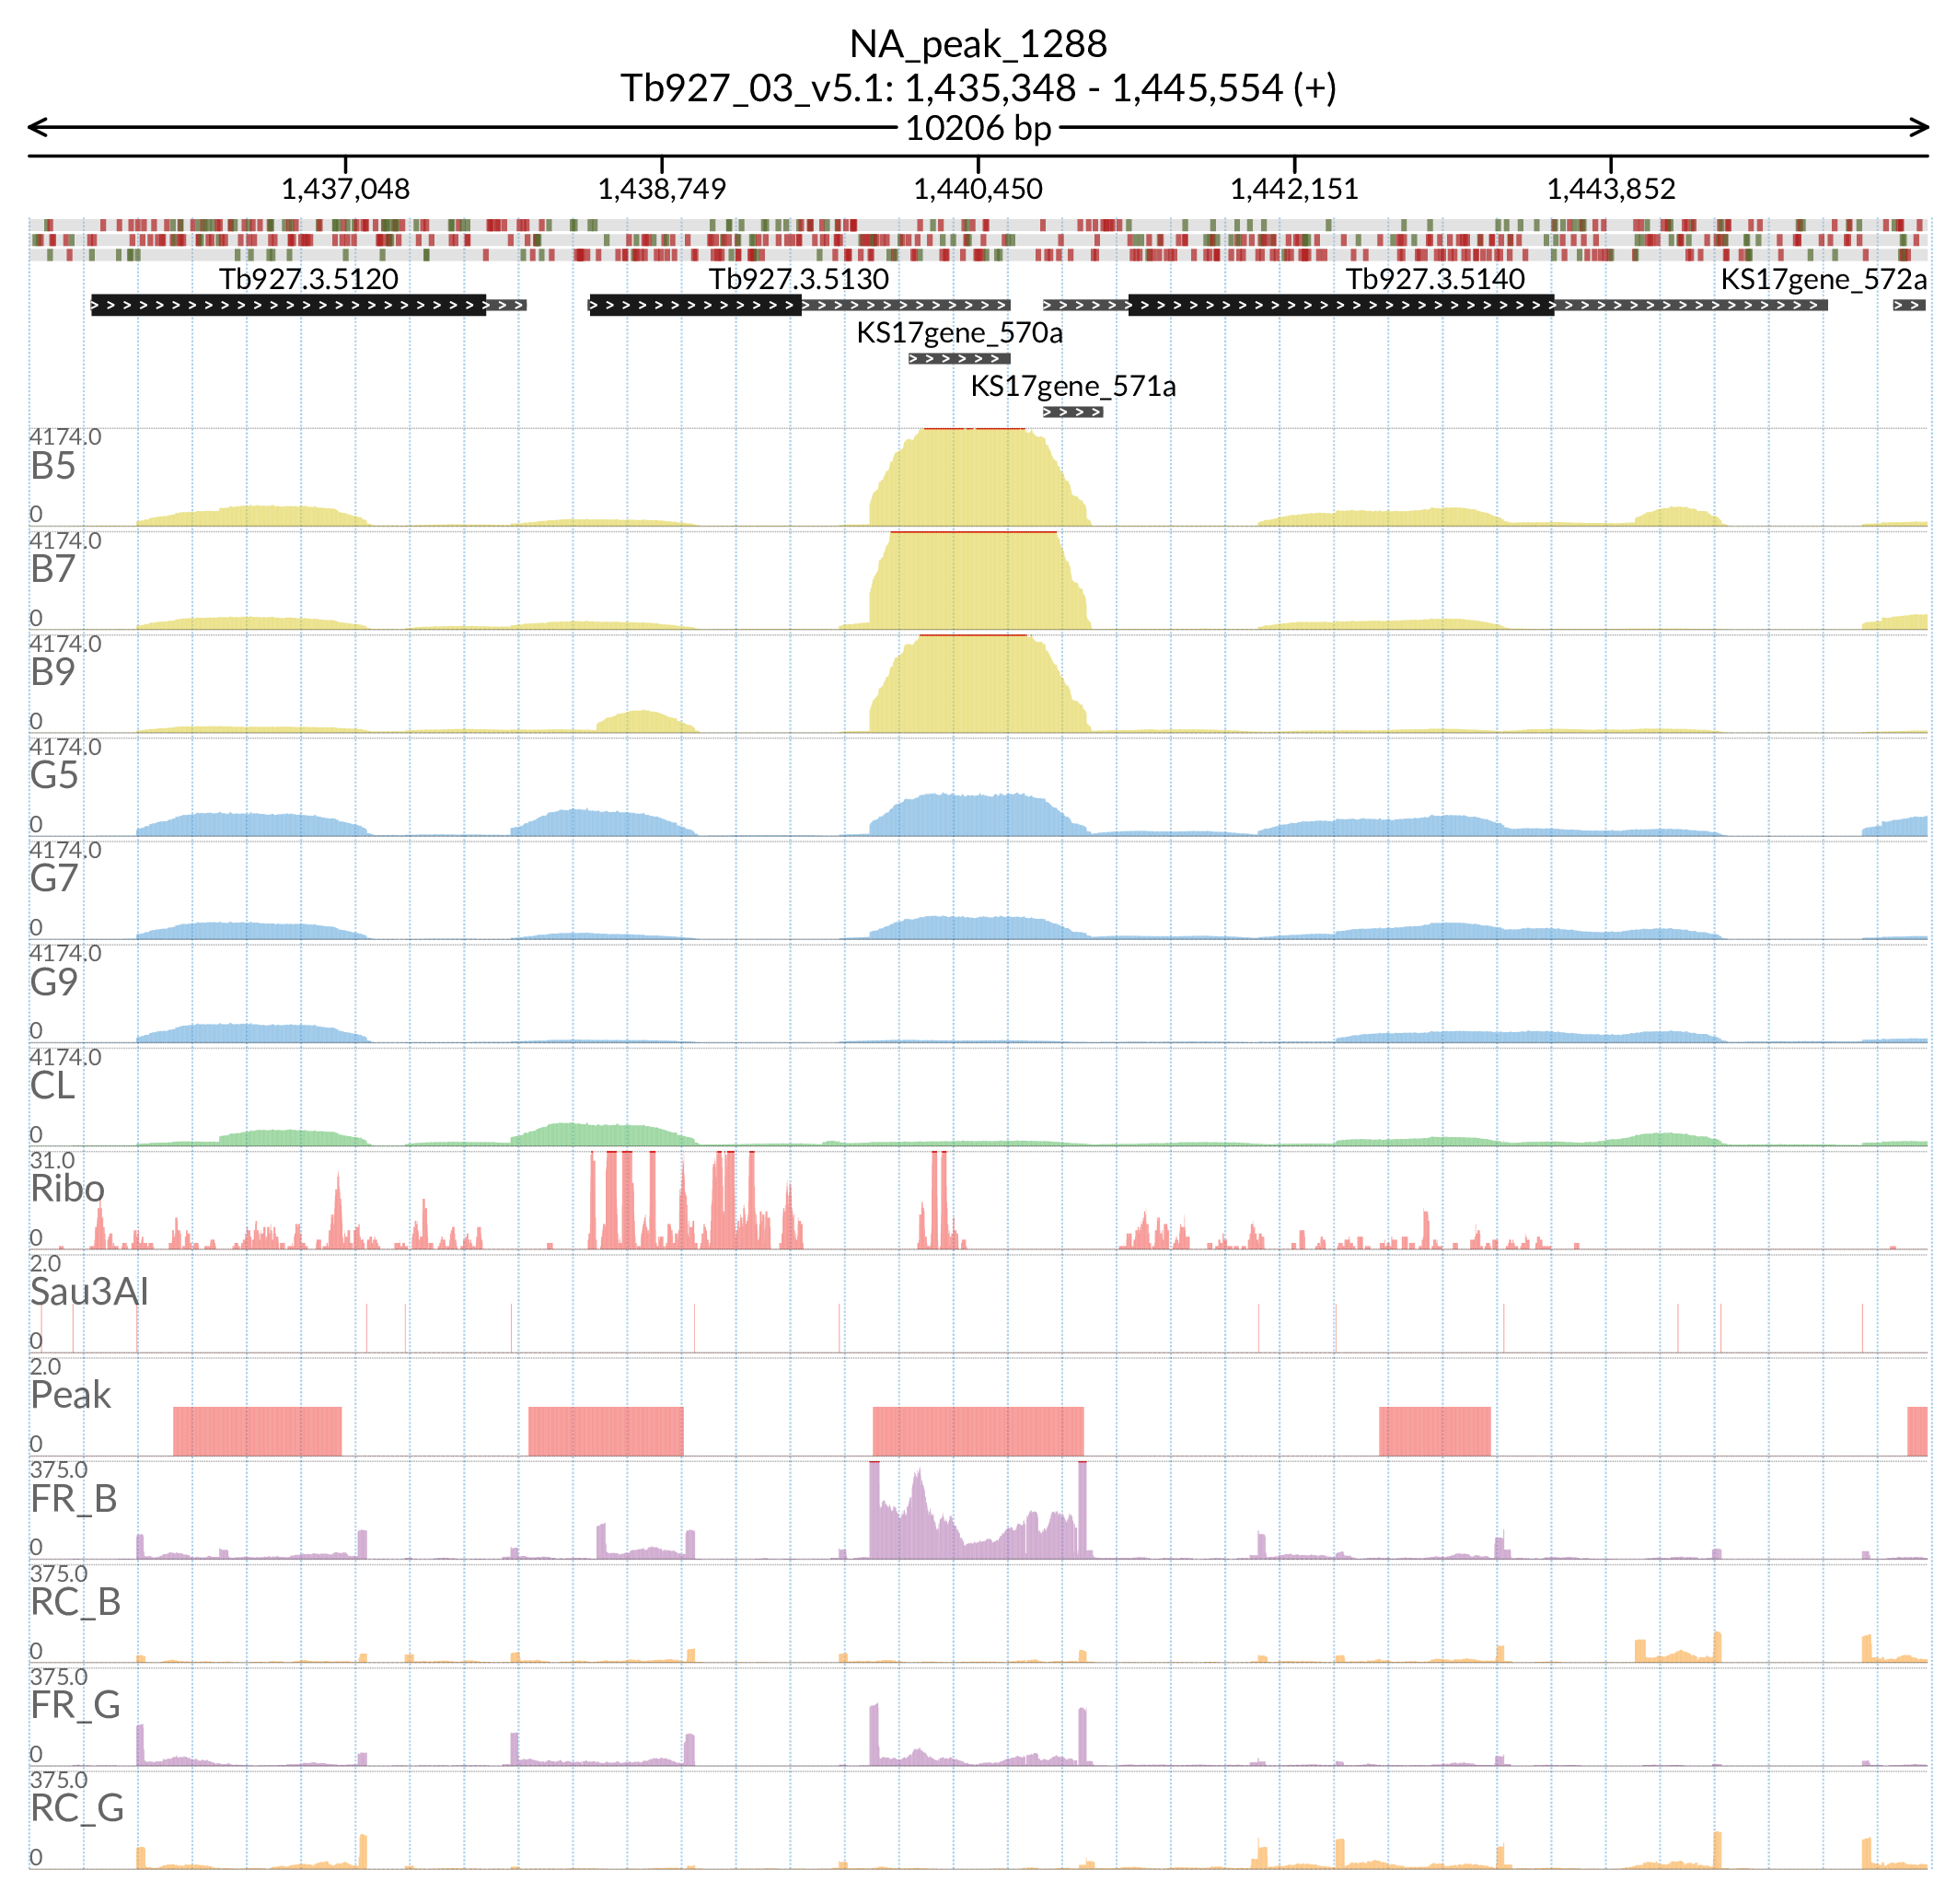 NA_peak_1288
Tb927_03_v5.1: 1,435,348 - 1,445,554 (+)
10206 bp
1,437,048 1,438,749 1,440,450 1,442,151 1,443,852
Tb927.3.5120 Tb927.3.5130 Tb927.3.5140 KS17gene_572a
KS17gene_570a
KS17gene_571a
4174.0
B5
0
4174.0
B7
0
4174.0
B9
0
4174.0
G5
0
4174.0
G7
0
4174.0
G9
0
4174.0
CL
0
31.0
Ribo
0
2.0
Sau3AI
0
2.0
Peak
0
375.0
FR_B
0
375.0
RC_B
0
375.0
FR_G
0
375.0
RC_G
0